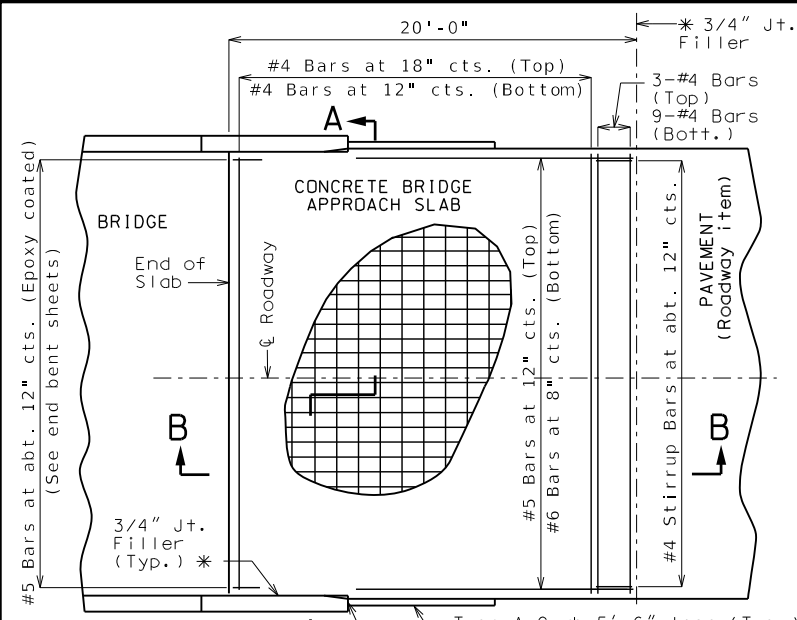 20'-0"
* 3/4" Jt.
Filler
#4 Bars at 18" cts. (Top)
#4 Bars at 12" cts. (Bottom)
3-#4 Bars
(Top)
9-#4 Bars
(Bott.)
A
CONCRETE BRIDGE
APPROACH SLAB
BRIDGE
End of
Slab
℄ Roadway
#5 Bars at abt. 12" cts. (Epoxy coated)
(See end bent sheets)
#5 Bars at 12" cts. (Top)
#6 Bars at 8" cts. (Bottom)
#4 Stirrup Bars at abt. 12" cts.
PAVEMENT
(Roadway item)
B
B
3/4" Jt.
Filler
(Typ.) *